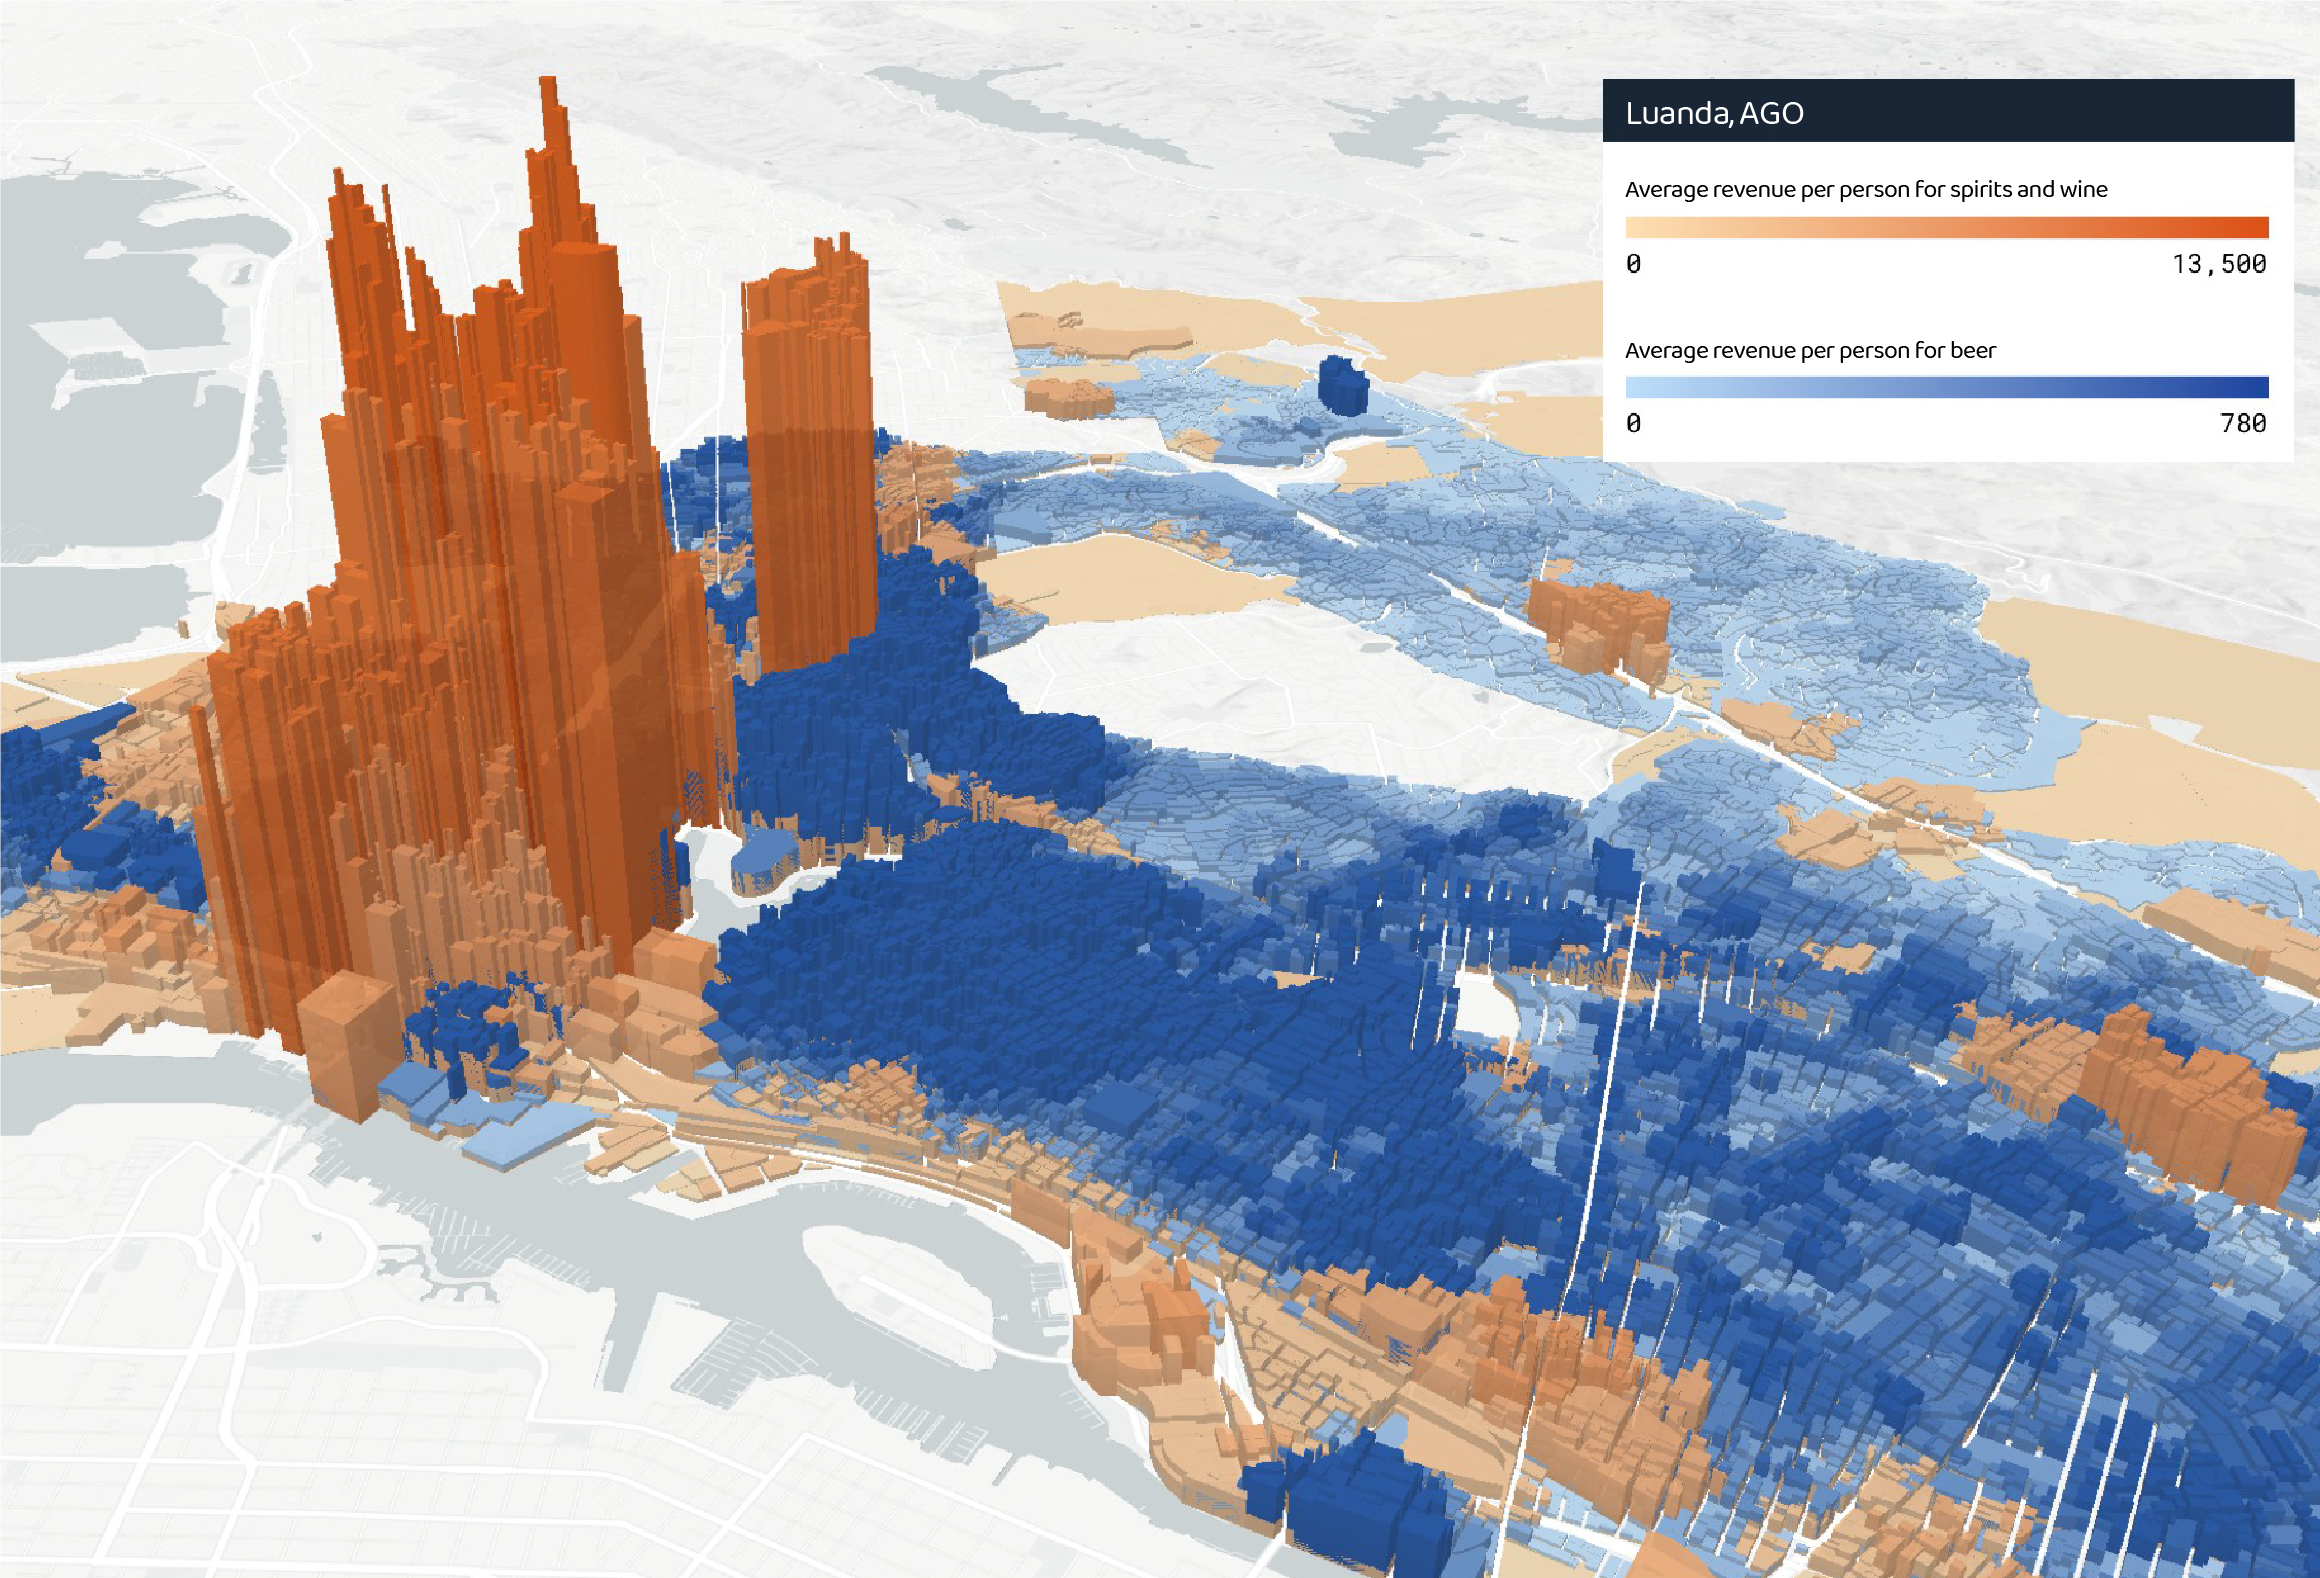 Luanda, AGO
Average revenue per person for spirits and wine
0 13,500
Average revenue per person for beer
0 780